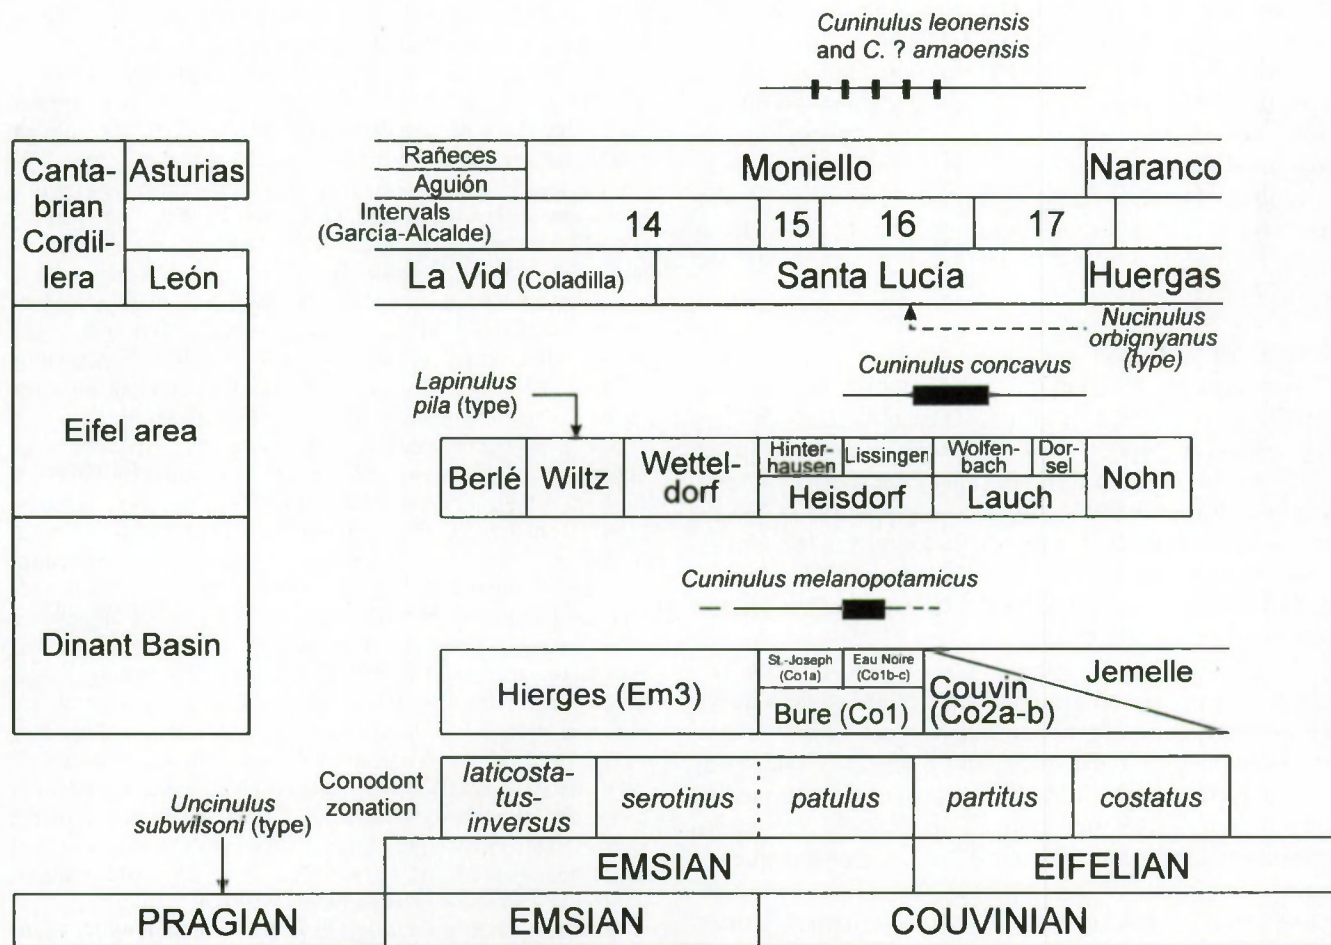 Cuninulus leonensis
and C. ? arnaoensis
Canta-
brian
Cordil-
lera
Asturias
León
Rañeces
Aguión
Moniello
Naranco
Intervals
(García-Alcalde)
14
15
16
17
La Vid (Coladilla)
Santa Lucía
Huergas
Nucinulus
orbignyanus
(type)
Eifel area
Lapinulus
pila (type)
Cuninulus concavus
Berlé
Wiltz
Wettel-
dorf
Hinter-
hausen
Lissingen
Wolfen-
bach
Dor-
sel
Heisdorf
Lauch
Nohn
Dinant Basin
Cuninulus melanopotamicus
Hierges (Em3)
St.-Joseph
(Co1a)
Eau Noire
(Co1b-c)
Bure (Co1)
Couvin
(Co2a-b)
Jemelle
Conodont
zonation
laticosta-
tus-
inversus
serotinus
patulus
partitus
costatus
Uncinulus
subwilsoni (type)
EMSIAN
EIFELIAN
PRAGIAN
EMSIAN
COUVINIAN